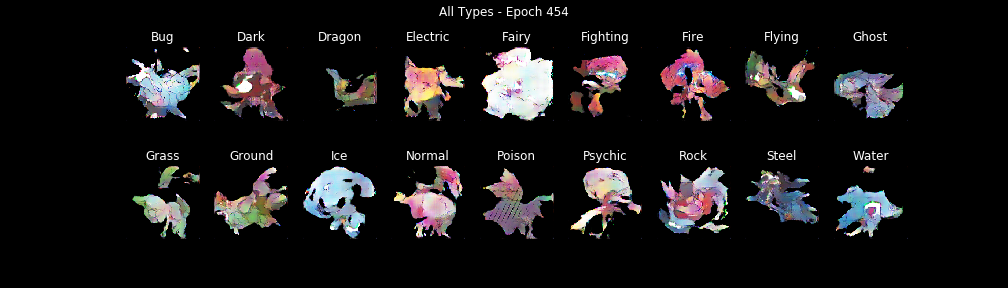 All Types - Epoch 454
Bug Dark Dragon Electric Fairy Fighting Fire Flying Ghost
Grass Ground Ice Normal Poison Psychic Rock Steel Water